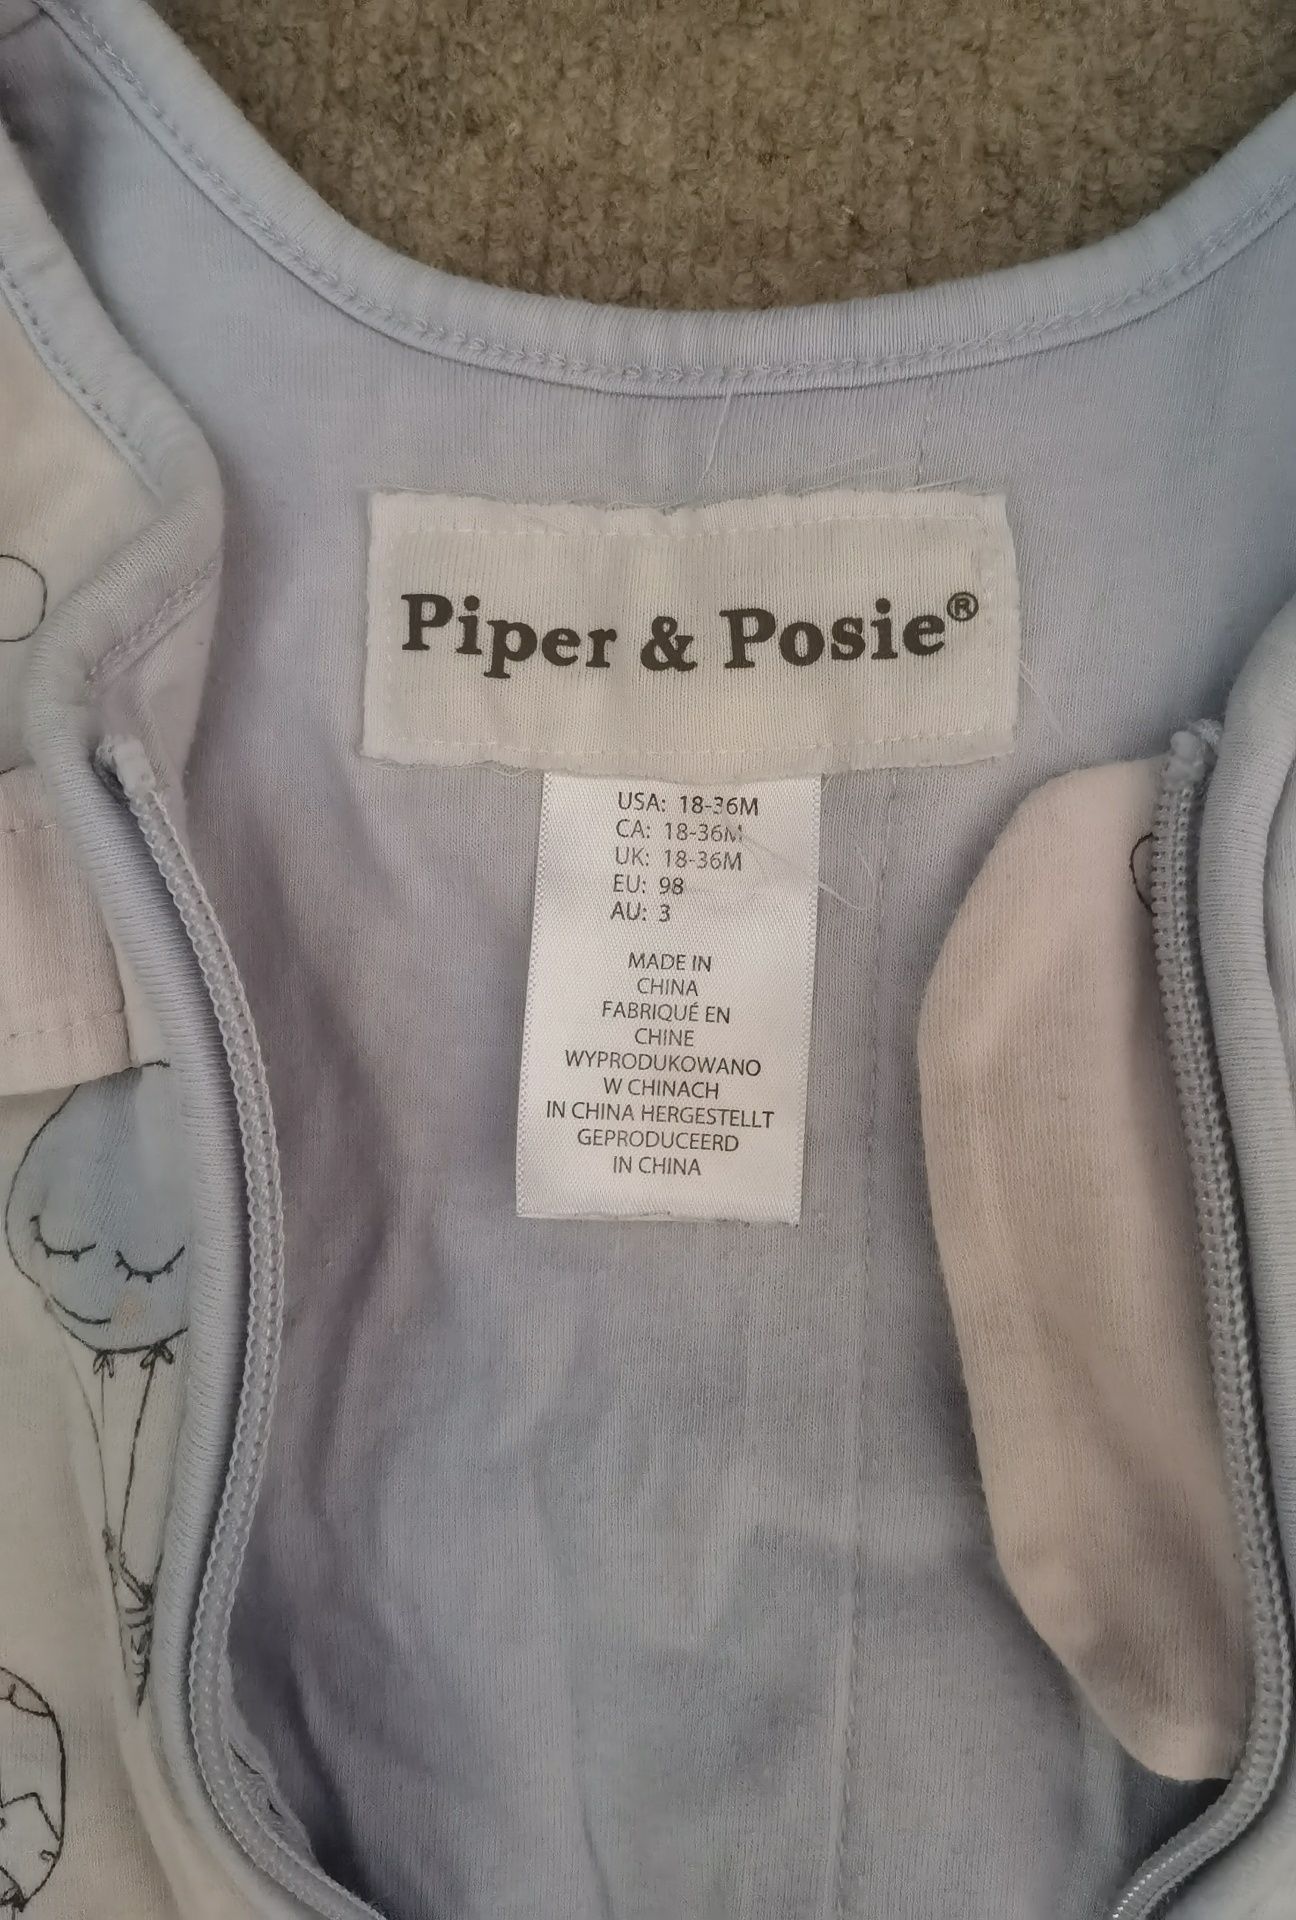 Piper & Posie®
USA: 18-36M
CA: 18-36M
UK: 18-36M
EU: 98
AU: 3
MADE IN
CHINA
FABRIQUÉ EN
CHINE
WYPRODUKOWANO
W CHINACH
IN CHINA HERGESTELLT
GEPRODUCEERD
IN CHINA